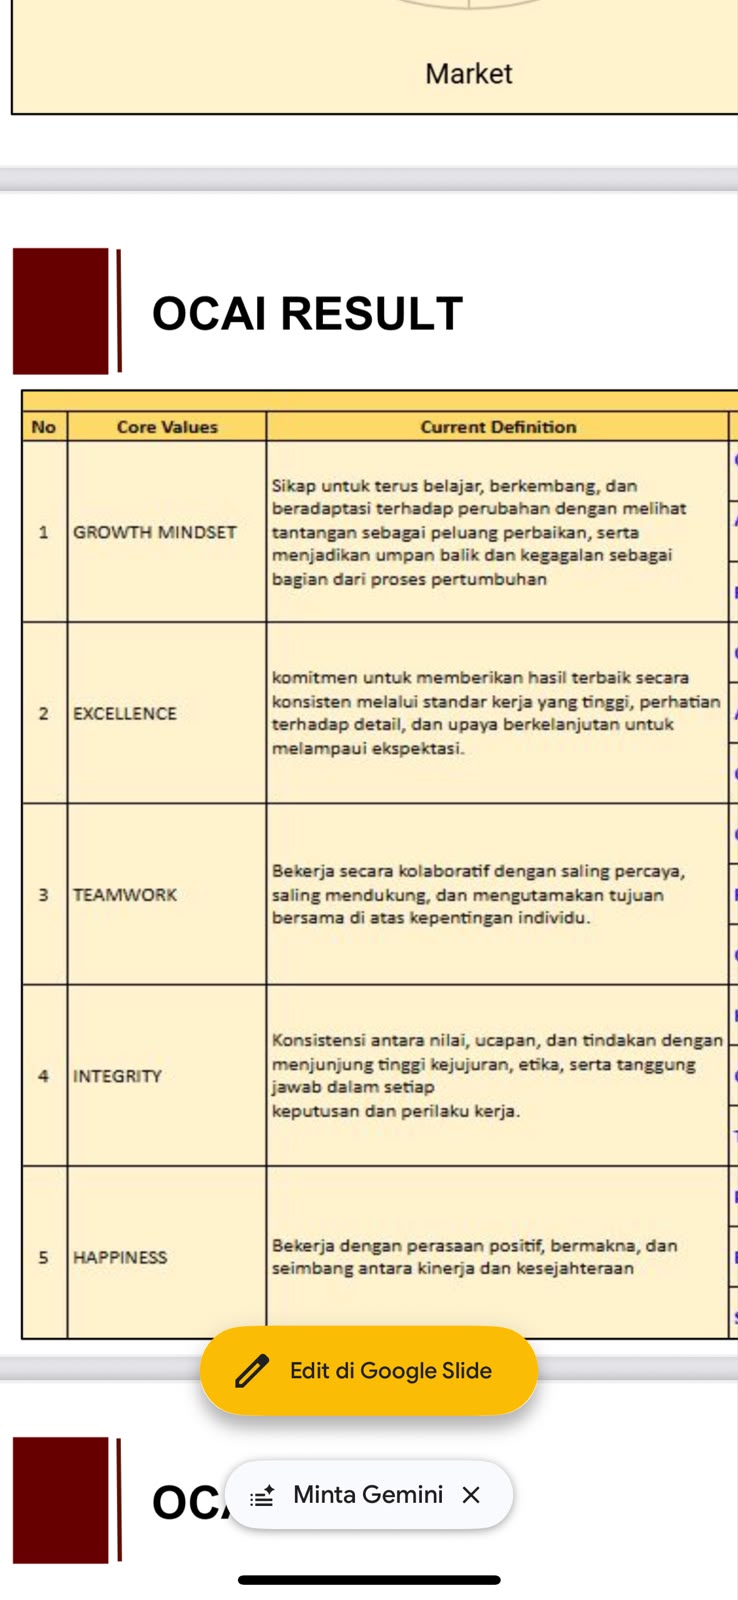 Market
OCAI RESULT
No Core Values Current Definition
1 GROWTH MINDSET
Sikap untuk terus belajar, berkembang, dan
beradaptasi terhadap perubahan dengan melihat
tantangan sebagai peluang perbaikan, serta
menjadikan umpan balik dan kegagalan sebagai
bagian dari proses pertumbuhan
2 EXCELLENCE
komitmen untuk memberikan hasil terbaik secara
konsisten melalui standar kerja yang tinggi, perhatian
terhadap detail, dan upaya berkelanjutan untuk
melampaui ekspektasi.
3 TEAMWORK
Bekerja secara kolaboratif dengan saling percaya,
saling mendukung, dan mengutamakan tujuan
bersama di atas kepentingan individu.
4 INTEGRITY
Konsistensi antara nilai, ucapan, dan tindakan dengan
menjunjung tinggi kejujuran, etika, serta tanggung
jawab dalam setiap
keputusan dan perilaku kerja.
5 HAPPINESS
Bekerja dengan perasaan positif, bermakna, dan
seimbang antara kinerja dan kesejahteraan
Edit di Google Slide
Minta Gemini